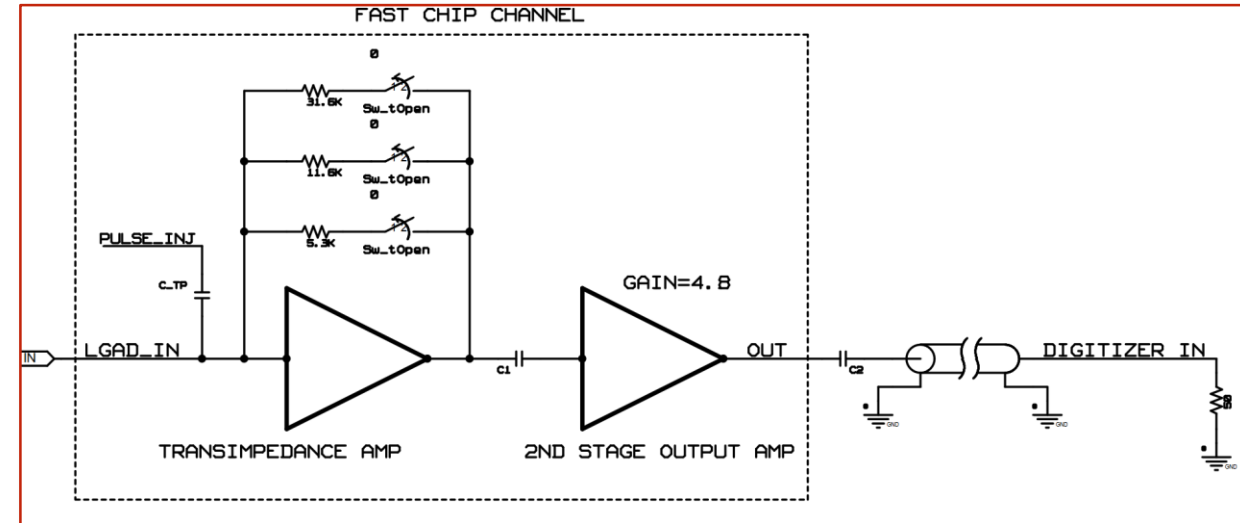 FAST CHIP CHANNEL
0
31.6K
Sw_tOpen
0
11.6K
Sw_tOpen
0
5.3K
Sw_tOpen
PULSE_INJ
C_TP
GAIN=4.8
IN
LGAD_IN
C1
OUT
C2
DIGITIZER IN
50
GND
GND
GND
TRANSIMPEDANCE AMP
2ND STAGE OUTPUT AMP